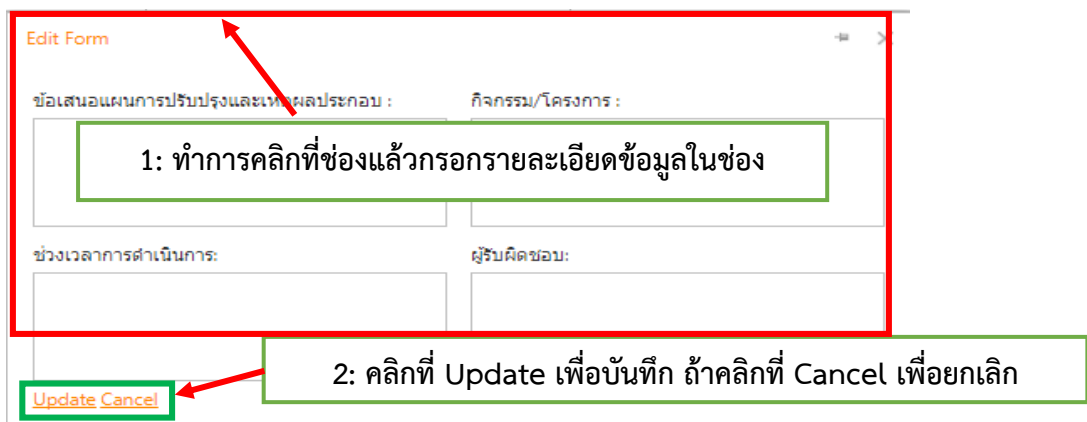 Edit Form
ข้อเสนอแผนการปรับปรุงและเหตุผลประกอบ : กิจกรรม/โครงการ :
1: ทำการคลิกที่ช่องแล้วกรอกรายละเอียดข้อมูลในช่อง
ช่วงเวลาการดำเนินการ: ผู้รับผิดชอบ:
2: คลิกที่ Update เพื่อบันทึก ถ้าคลิกที่ Cancel เพื่อยกเลิก
Update Cancel